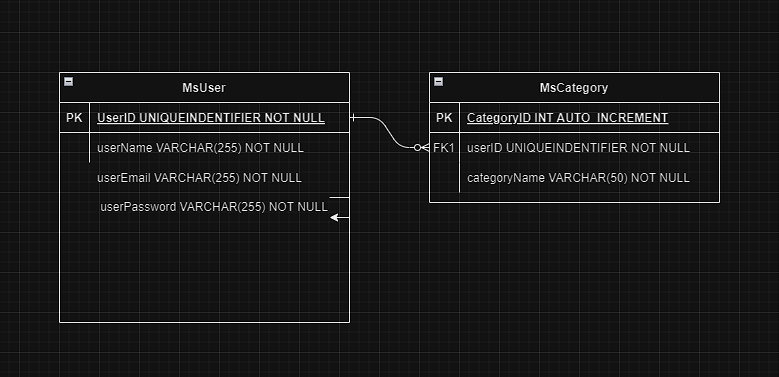 MsUser
PK UserID UNIQUEINDENTIFIER NOT NULL
userName VARCHAR(255) NOT NULL
userEmail VARCHAR(255) NOT NULL
userPassword VARCHAR(255) NOT NULL
MsCategory
PK CategoryID INT AUTO_INCREMENT
FK1 userID UNIQUEINDENTIFIER NOT NULL
categoryName VARCHAR(50) NOT NULL